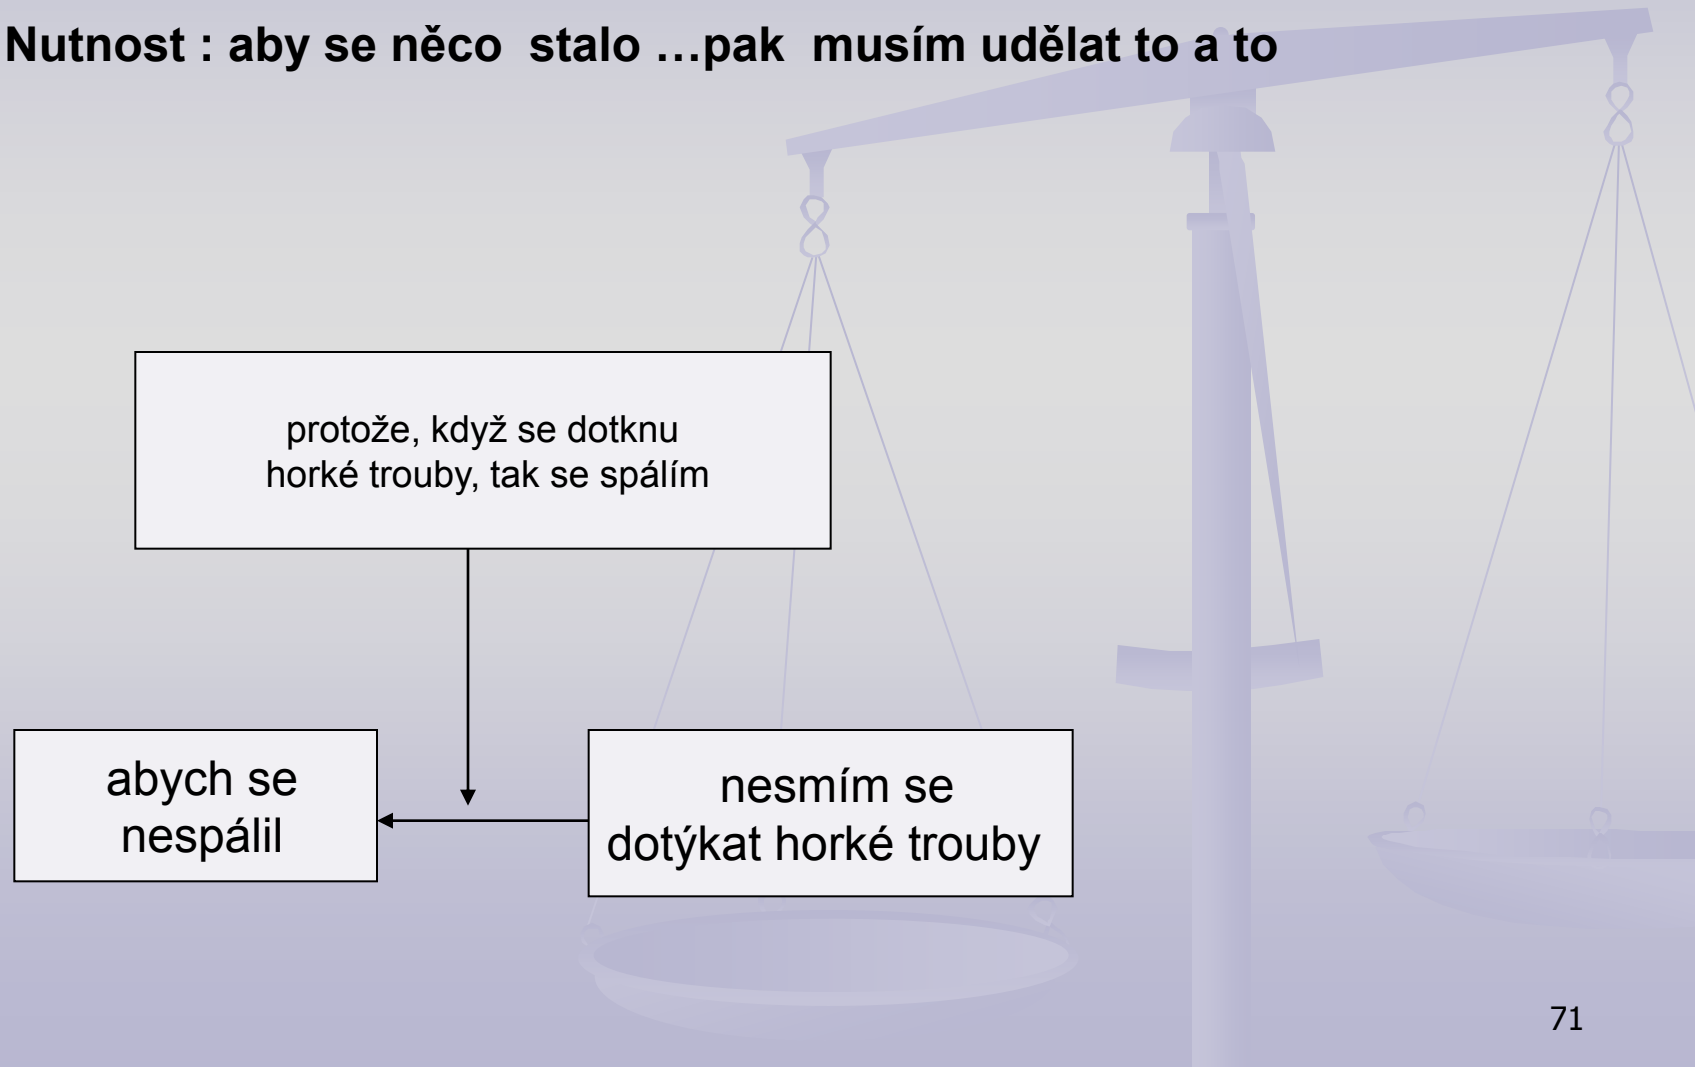 Nutnost : aby se něco  stalo …pak  musím udělat to a to
protože, když se dotknu
horké trouby, tak se spálím
abych se
nespálil
nesmím se
dotýkat horké trouby
71